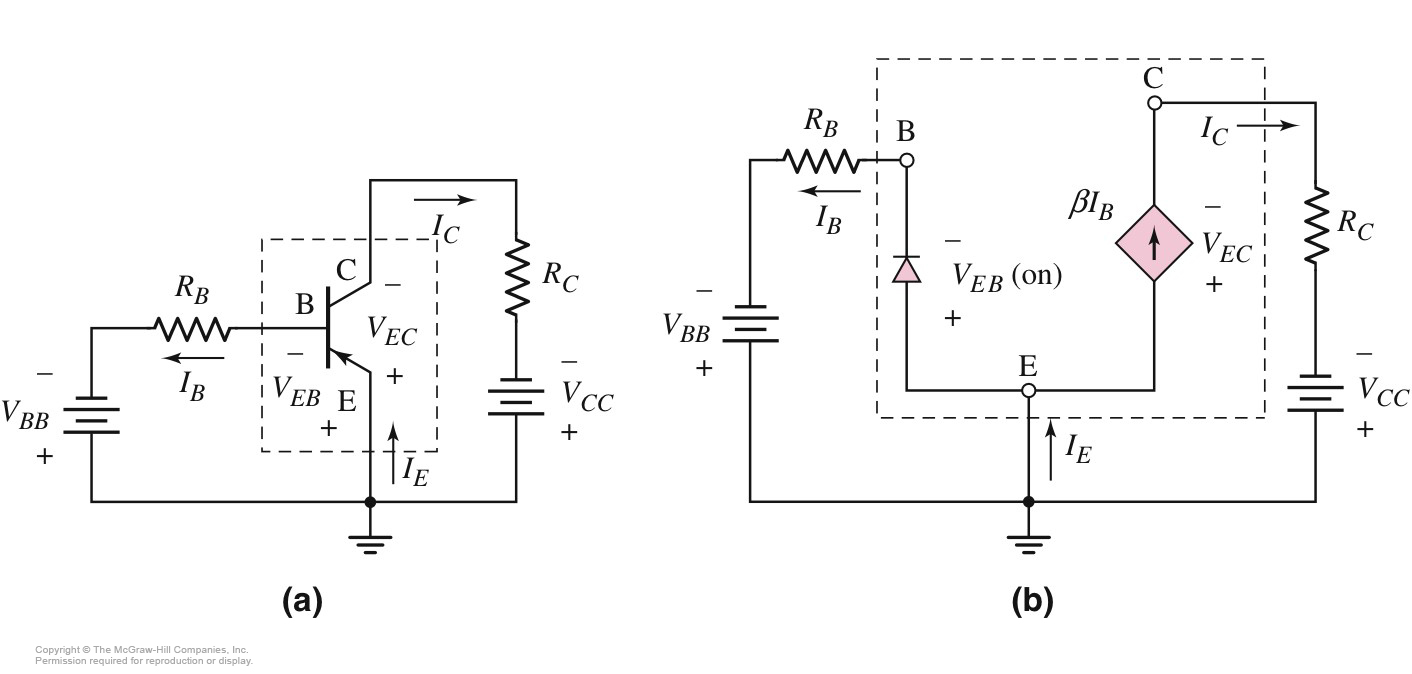 C
R_B
B
I_C
I_B
βI_B
−
V_EC
+
R_C
−
V_EB (on)
+
−
V_BB
+
E
I_E
−
V_CC
+
I_C
C
R_B
B
−
V_EC
+
R_C
I_B
−
V_EB
+
E
−
V_BB
+
I_E
−
V_CC
+
(a)
(b)
Copyright © The McGraw-Hill Companies, Inc.
Permission required for reproduction or display.